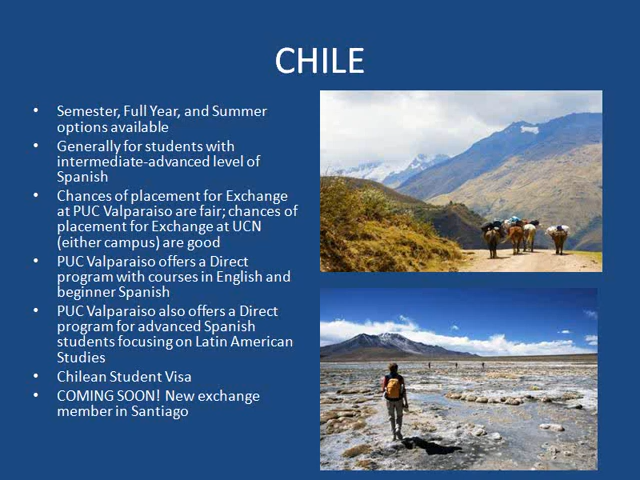 CHILE
• Semester, Full Year, and Summer
options available
• Generally for students with
intermediate-advanced level of
Spanish
• Chances of placement for Exchange
at PUC Valparaiso are fair; chances of
placement for Exchange at UCN
(either campus) are good
• PUC Valparaiso offers a Direct
program with courses in English and
beginner Spanish
• PUC Valparaiso also offers a Direct
program for advanced Spanish
students focusing on Latin American
Studies
• Chilean Student Visa
• COMING SOON! New exchange
member in Santiago